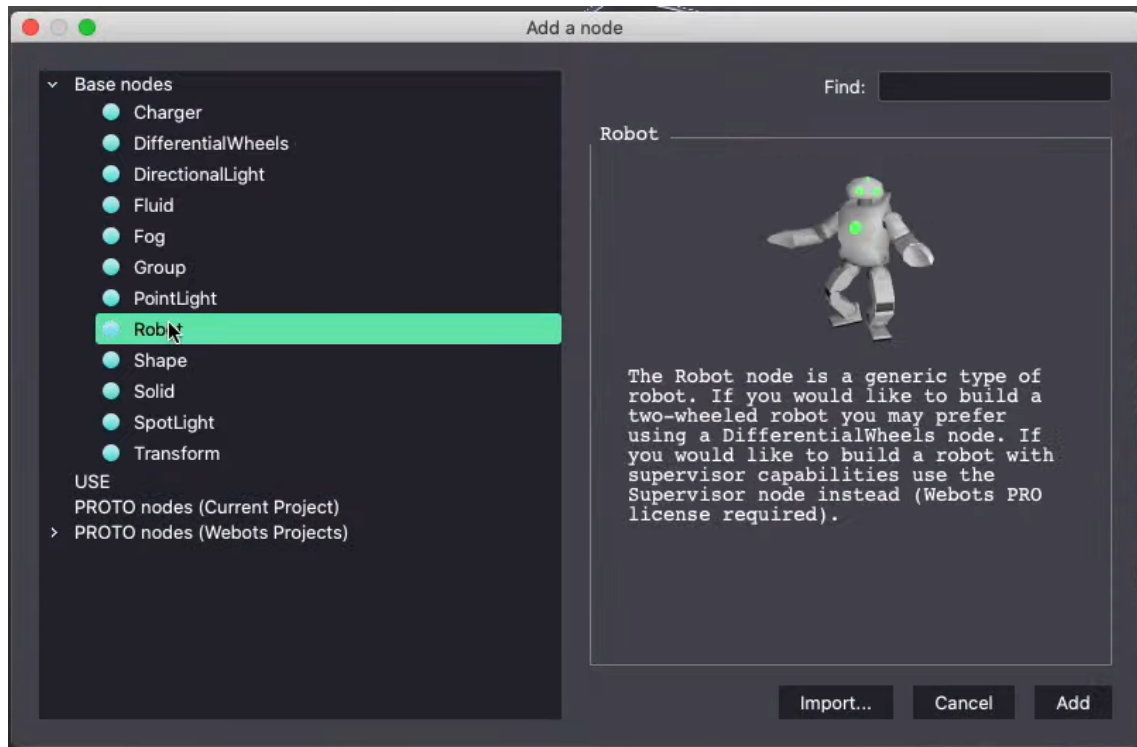 Add a node
Base nodes
Charger
DifferentialWheels
DirectionalLight
Fluid
Fog
Group
PointLight
Robot
Shape
Solid
SpotLight
Transform
USE
PROTO nodes (Current Project)
PROTO nodes (Webots Projects)
Find:
Robot
The Robot node is a generic type of
robot. If you would like to build a
two-wheeled robot you may prefer
using a DifferentialWheels node. If
you would like to build a robot with
supervisor capabilities use the
Supervisor node instead (Webots PRO
license required).
Import...
Cancel
Add